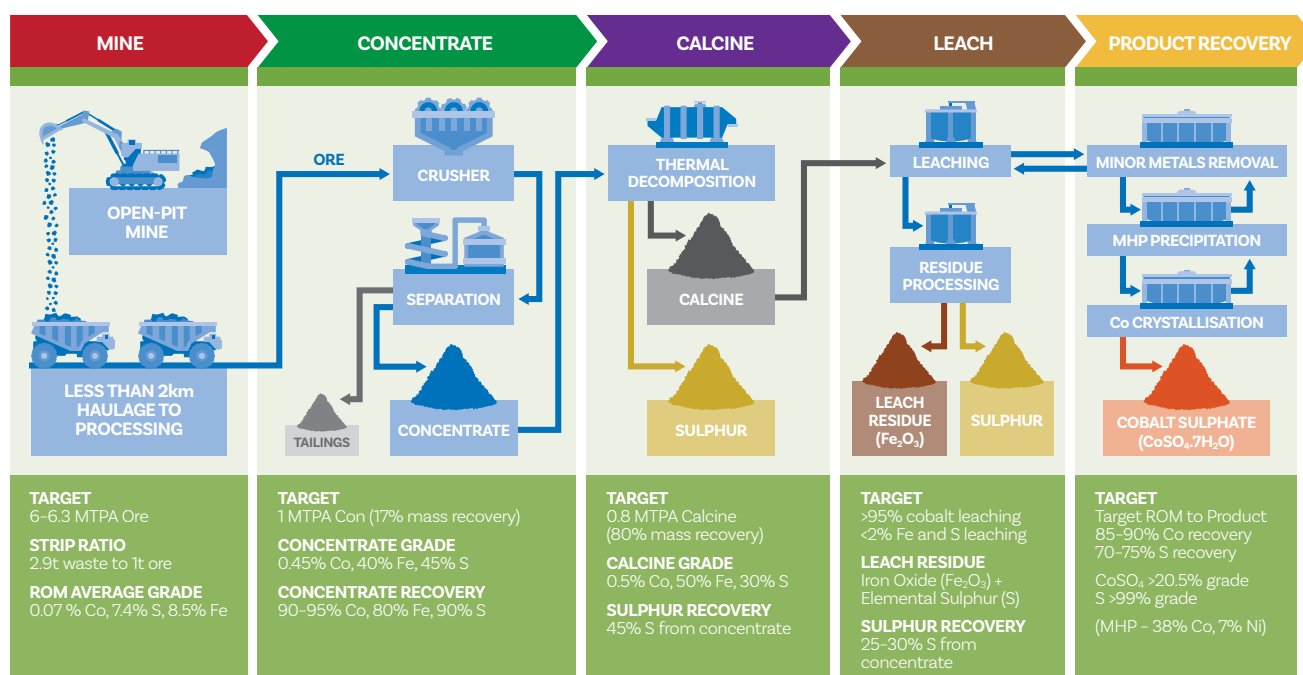 MINE
CONCENTRATE
CALCINE
LEACH
PRODUCT RECOVERY
OPEN-PIT
MINE
LESS THAN 2km
HAULAGE TO
PROCESSING
ORE
CRUSHER
SEPARATION
TAILINGS
CONCENTRATE
THERMAL
DECOMPOSITION
CALCINE
SULPHUR
LEACHING
RESIDUE
PROCESSING
LEACH
RESIDUE
(Fe₂O₃)
SULPHUR
MINOR METALS REMOVAL
MHP PRECIPITATION
Co CRYSTALLISATION
COBALT SULPHATE
(CoSO₄.7H₂O)
TARGET
6–6.3 MTPA Ore
STRIP RATIO
2.9t waste to 1t ore
ROM AVERAGE GRADE
0.07 % Co, 7.4% S, 8.5% Fe
TARGET
1 MTPA Con (17% mass recovery)
CONCENTRATE GRADE
0.45% Co, 40% Fe, 45% S
CONCENTRATE RECOVERY
90–95% Co, 80% Fe, 90% S
TARGET
0.8 MTPA Calcine
(80% mass recovery)
CALCINE GRADE
0.5% Co, 50% Fe, 30% S
SULPHUR RECOVERY
45% S from concentrate
TARGET
>95% cobalt leaching
<2% Fe and S leaching
LEACH RESIDUE
Iron Oxide (Fe₂O₃) +
Elemental Sulphur (S)
SULPHUR RECOVERY
25–30% S from
concentrate
TARGET
Target ROM to Product
85–90% Co recovery
70–75% S recovery
CoSO₄ >20.5% grade
S >99% grade
(MHP – 38% Co, 7% Ni)